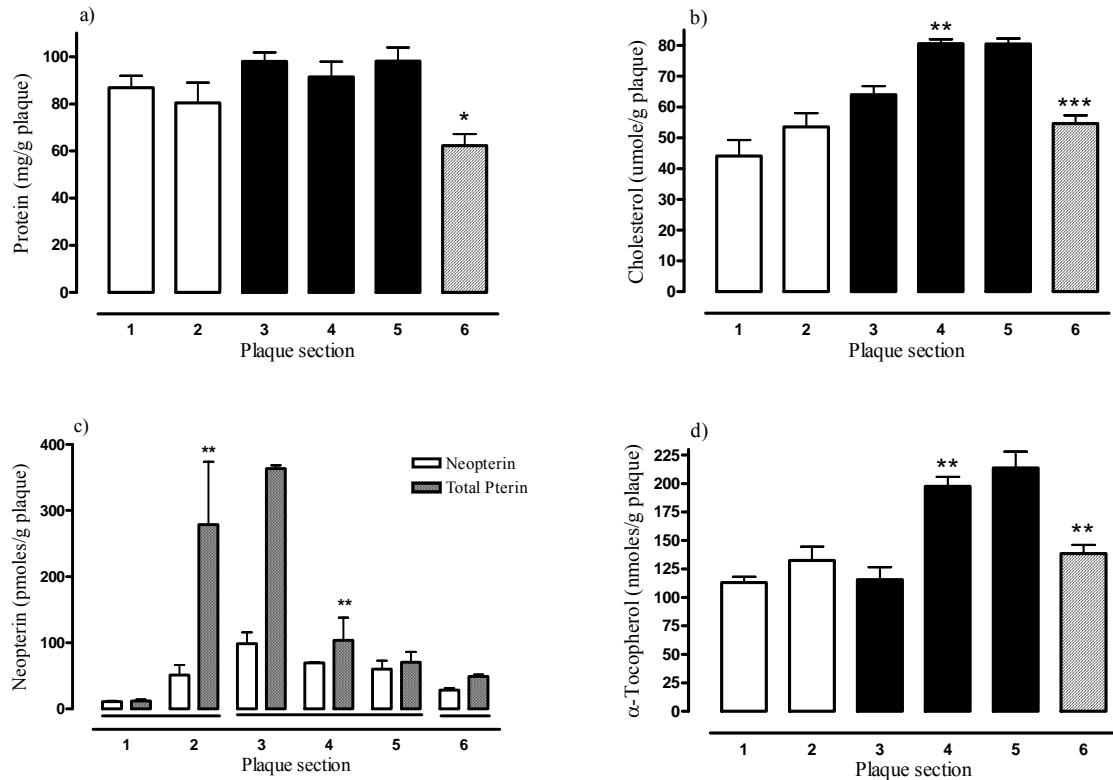 a)
Protein (mg/g plaque)
100
80
60
40
20
0
*
1 2 3 4 5 6
Plaque section
b)
Cholesterol (umole/g plaque)
80
70
60
50
40
30
20
10
0
**
***
1 2 3 4 5 6
Plaque section
c)
Neopterin (pmoles/g plaque)
400
300
200
100
0
**
**
Neopterin
Total Pterin
1 2 3 4 5 6
Plaque section
d)
α-Tocopherol (nmoles/g plaque)
225
200
175
150
125
100
75
50
25
0
**
**
1 2 3 4 5 6
Plaque section